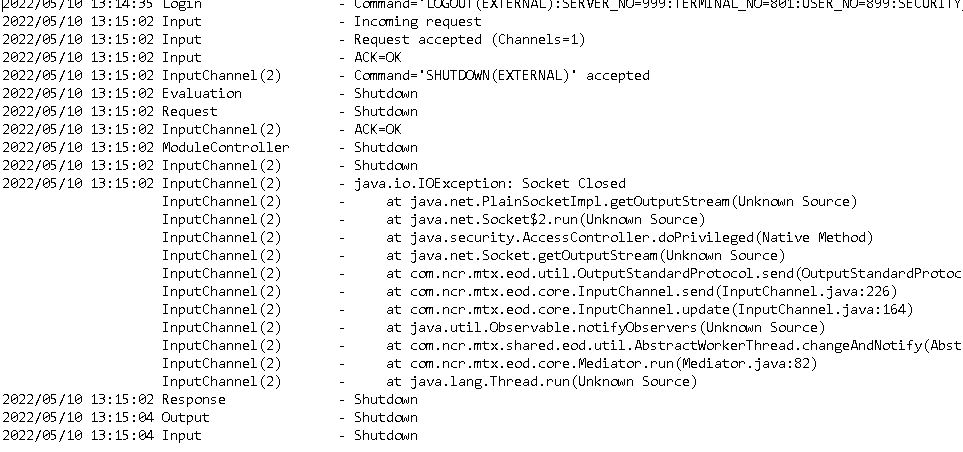 2022/05/10 13:14:35 Login - Command='LOGOUT(EXTERNAL):SERVER_NO=999:TERMINAL_NO=801:USER_NO=899:SECURITY_
2022/05/10 13:15:02 Input - Incoming request
2022/05/10 13:15:02 Input - Request accepted (Channels=1)
2022/05/10 13:15:02 Input - ACK=OK
2022/05/10 13:15:02 InputChannel(2) - Command='SHUTDOWN(EXTERNAL)' accepted
2022/05/10 13:15:02 Evaluation - Shutdown
2022/05/10 13:15:02 Request - Shutdown
2022/05/10 13:15:02 InputChannel(2) - ACK=OK
2022/05/10 13:15:02 ModuleController - Shutdown
2022/05/10 13:15:02 InputChannel(2) - Shutdown
2022/05/10 13:15:02 InputChannel(2) - java.io.IOException: Socket Closed
InputChannel(2) - at java.net.PlainSocketImpl.getOutputStream(Unknown Source)
InputChannel(2) - at java.net.Socket$2.run(Unknown Source)
InputChannel(2) - at java.security.AccessController.doPrivileged(Native Method)
InputChannel(2) - at java.net.Socket.getOutputStream(Unknown Source)
InputChannel(2) - at com.ncr.mtx.eod.util.OutputStandardProtocol.send(OutputStandardProtoc
InputChannel(2) - at com.ncr.mtx.eod.core.InputChannel.send(InputChannel.java:226)
InputChannel(2) - at com.ncr.mtx.eod.core.InputChannel.update(InputChannel.java:164)
InputChannel(2) - at java.util.Observable.notifyObservers(Unknown Source)
InputChannel(2) - at com.ncr.mtx.shared.eod.util.AbstractWorkerThread.changeAndNotify(Abst
InputChannel(2) - at com.ncr.mtx.eod.core.Mediator.run(Mediator.java:82)
InputChannel(2) - at java.lang.Thread.run(Unknown Source)
2022/05/10 13:15:02 Response - Shutdown
2022/05/10 13:15:04 Output - Shutdown
2022/05/10 13:15:04 Input - Shutdown